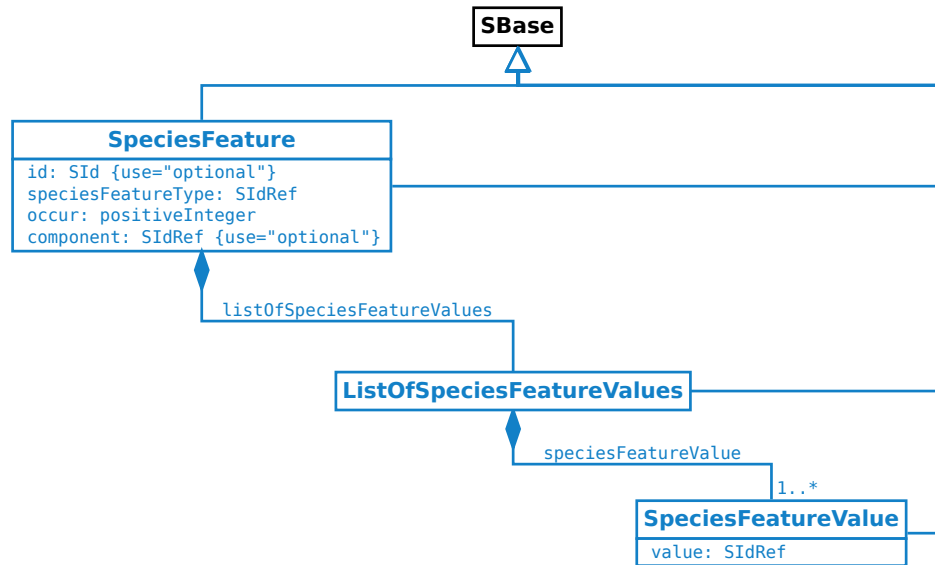 SBase
SpeciesFeature
id: SId {use="optional"}
speciesFeatureType: SIdRef
occur: positiveInteger
component: SIdRef {use="optional"}
listOfSpeciesFeatureValues
ListOfSpeciesFeatureValues
speciesFeatureValue
1..*
SpeciesFeatureValue
value: SIdRef